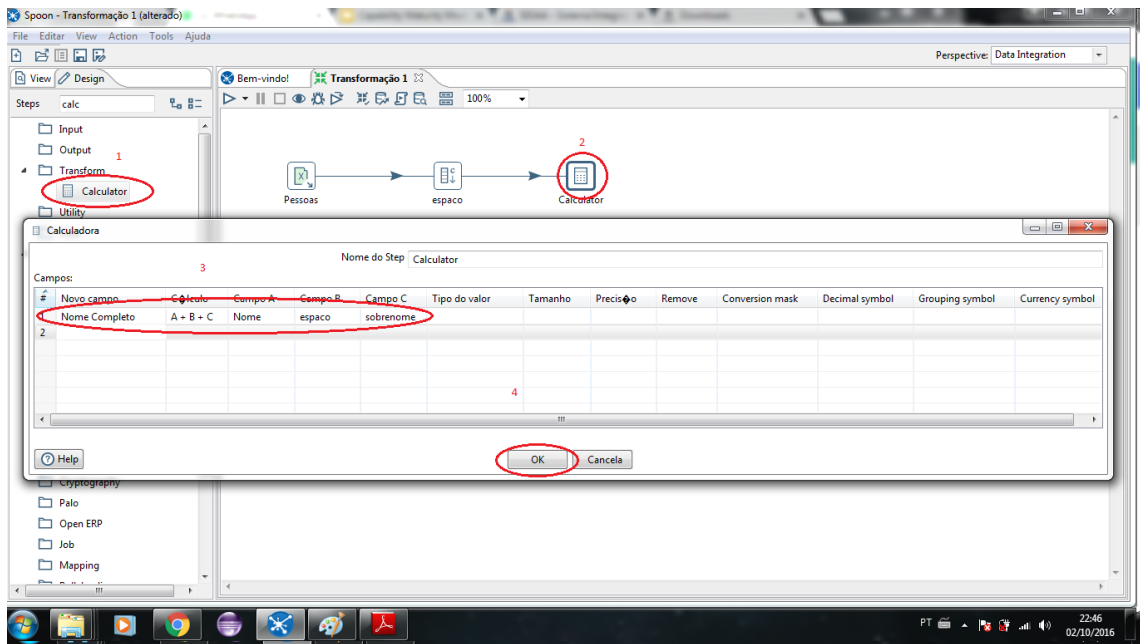 Spoon - Transformação 1 (alterado)
File Editar View Action Tools Ajuda
Perspective: Data Integration
View Design
Bem-vindo! Transformação 1
Steps calc
100%
Input
Output
1
Transform
Calculator
Utility
2
Pessoas espaco Calculator
Calculadora
Nome do Step Calculator
3
Campos:
# Novo campo C�lculo Campo A Campo B Campo C Tipo do valor Tamanho Precis�o Remove Conversion mask Decimal symbol Grouping symbol Currency symbol
1 Nome Completo A + B + C Nome espaco sobrenome
2
4
Help OK Cancela
Cryptography
Palo
Open ERP
Job
Mapping
PT 22:46
02/10/2016